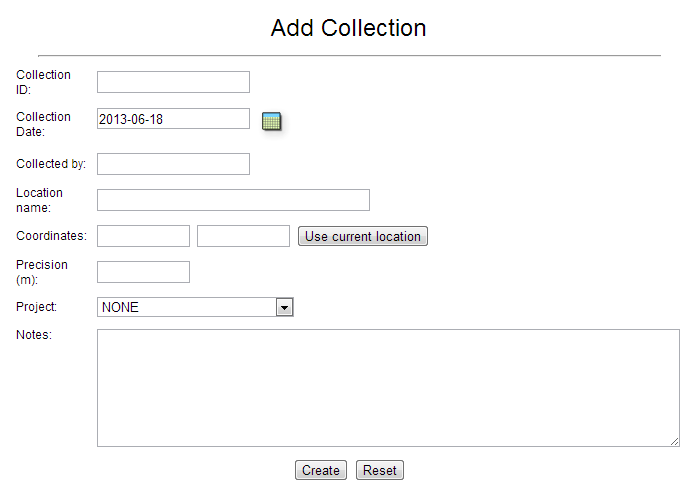 Add Collection
Collection
ID:
Collection
Date:
2013-06-18
Collected by:
Location
name:
Coordinates:
Use current location
Precision
(m):
Project:
NONE
Notes:
Create
Reset